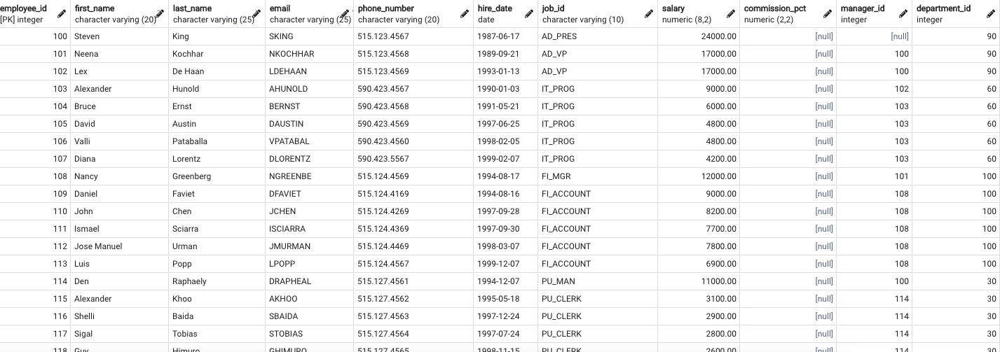 employee_id first_name last_name email phone_number hire_date job_id salary commission_pct manager_id department_id
[PK] integer character varying (20) character varying (25) character varying (25) character varying (20) date character varying (10) numeric (8,2) numeric (2,2) integer integer
100 Steven King SKING 515.123.4567 1987-06-17 AD_PRES 24000.00 [null] [null] 90
101 Neena Kochhar NKOCHHAR 515.123.4568 1989-09-21 AD_VP 17000.00 [null] 100 90
102 Lex De Haan LDEHAAN 515.123.4569 1993-01-13 AD_VP 17000.00 [null] 100 90
103 Alexander Hunold AHUNOLD 590.423.4567 1990-01-03 IT_PROG 9000.00 [null] 102 60
104 Bruce Ernst BERNST 590.423.4568 1991-05-21 IT_PROG 6000.00 [null] 103 60
105 David Austin DAUSTIN 590.423.4569 1997-06-25 IT_PROG 4800.00 [null] 103 60
106 Valli Pataballa VPATABAL 590.423.4560 1998-02-05 IT_PROG 4800.00 [null] 103 60
107 Diana Lorentz DLORENTZ 590.423.5567 1999-02-07 IT_PROG 4200.00 [null] 103 60
108 Nancy Greenberg NGREENBE 515.124.4569 1994-08-17 FI_MGR 12000.00 [null] 101 100
109 Daniel Faviet DFAVIET 515.124.4169 1994-08-16 FI_ACCOUNT 9000.00 [null] 108 100
110 John Chen JCHEN 515.124.4269 1997-09-28 FI_ACCOUNT 8200.00 [null] 108 100
111 Ismael Sciarra ISCIARRA 515.124.4369 1997-09-30 FI_ACCOUNT 7700.00 [null] 108 100
112 Jose Manuel Urman JMURMAN 515.124.4469 1998-03-07 FI_ACCOUNT 7800.00 [null] 108 100
113 Luis Popp LPOPP 515.124.4567 1999-12-07 FI_ACCOUNT 6900.00 [null] 108 100
114 Den Raphaely DRAPHEAL 515.127.4561 1994-12-07 PU_MAN 11000.00 [null] 100 30
115 Alexander Khoo AKHOO 515.127.4562 1995-05-18 PU_CLERK 3100.00 [null] 114 30
116 Shelli Baida SBAIDA 515.127.4563 1997-12-24 PU_CLERK 2900.00 [null] 114 30
117 Sigal Tobias STOBIAS 515.127.4564 1997-07-24 PU_CLERK 2800.00 [null] 114 30
118 Guy Himuro GHIMURO 515.127.4565 1998-11-15 PU_CLERK 2600.00 [null] 114 30